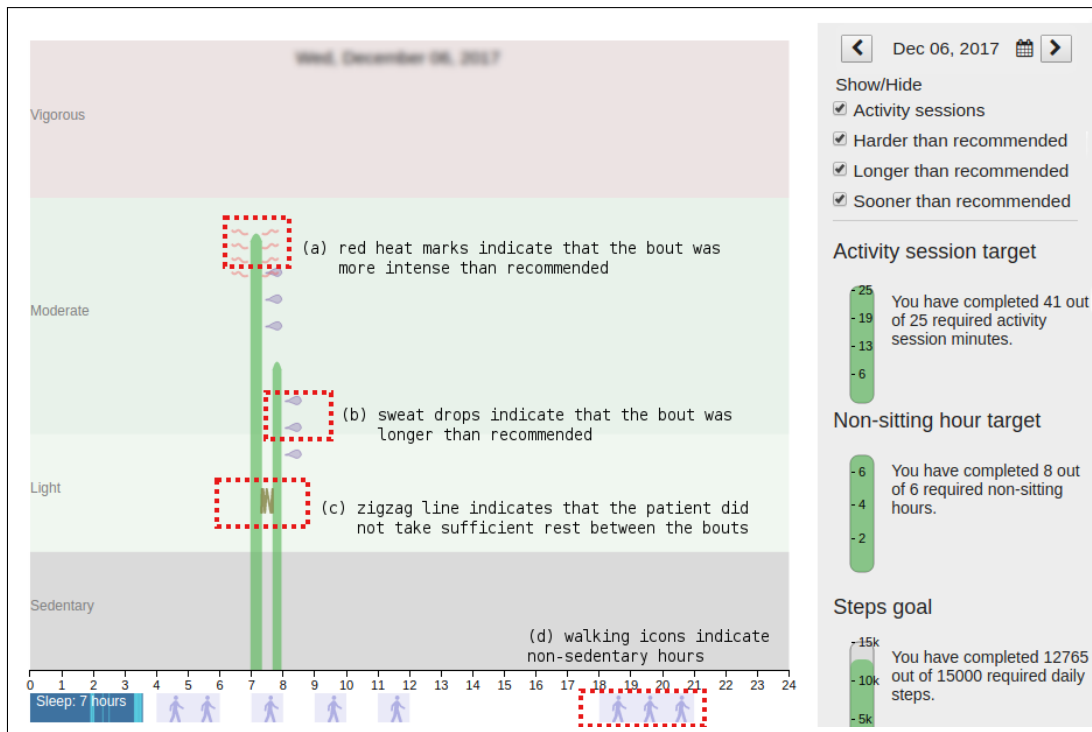 Wed, December 06, 2017
Vigorous
Moderate
Light
Sedentary
(a) red heat marks indicate that the bout was
more intense than recommended
(b) sweat drops indicate that the bout was
longer than recommended
(c) zigzag line indicates that the patient did
not take sufficient rest between the bouts
(d) walking icons indicate
non-sedentary hours
0 1 2 3 4 5 6 7 8 9 10 11 12 13 14 15 16 17 18 19 20 21 22 23 24
Sleep: 7 hours
Dec 06, 2017
Show/Hide
Activity sessions
Harder than recommended
Longer than recommended
Sooner than recommended
Activity session target
- 25
- 19
- 13
- 6
You have completed 41 out
of 25 required activity
session minutes.
Non-sitting hour target
- 6
- 4
- 2
You have completed 8 out
of 6 required non-sitting
hours.
Steps goal
- 15k
- 10k
- 5k
You have completed 12765
out of 15000 required daily
steps.